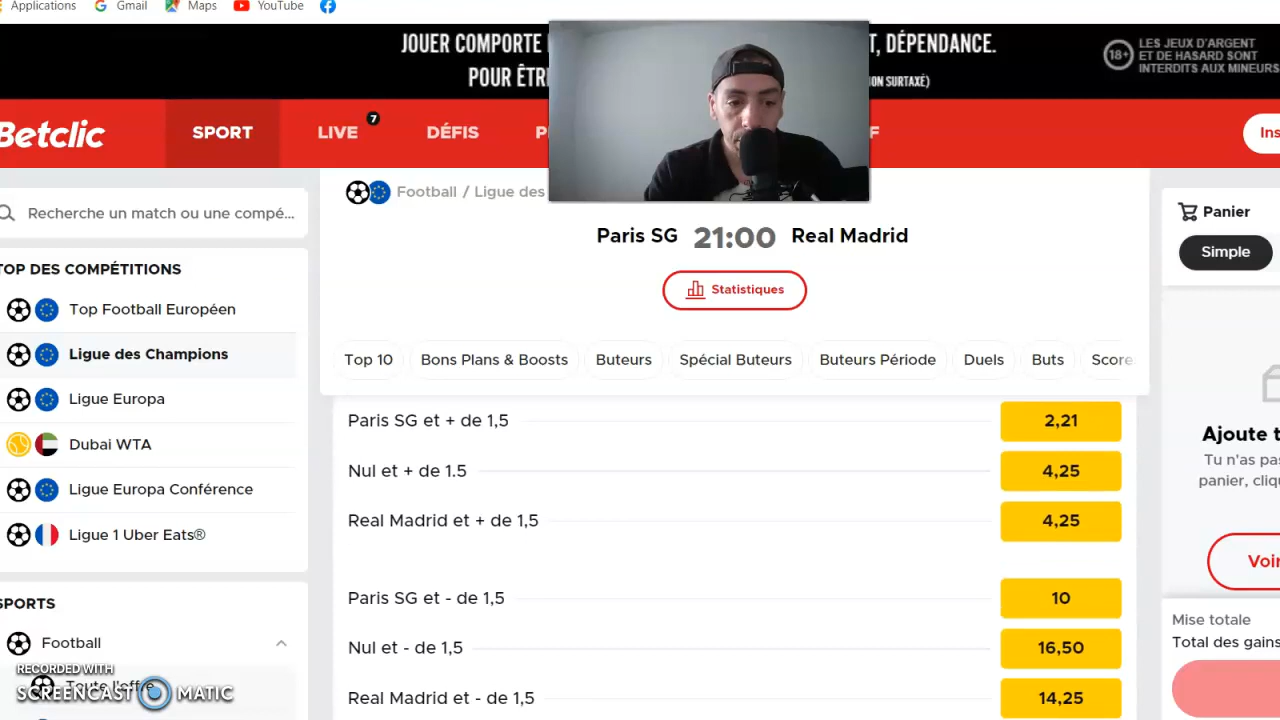 Applications
Gmail
Maps
YouTube
JOUER COMPORTE
T, DÉPENDANCE.
POUR
ON SURTAXÉ)
18+
LES JEUX D'ARGENT
ET DE HASARD SONT
INTERDITS AUX MINEURS
Betclic
SPORT
LIVE
7
DÉFIS
P
F
Ins
Recherche un match ou une compé...
Football / Ligue des
Paris SG 21:00 Real Madrid
Statistiques
Panier
Simple
TOP DES COMPÉTITIONS
Top Football Européen
Ligue des Champions
Ligue Europa
Dubai WTA
Ligue Europa Conférence
Ligue 1 Uber Eats®
Top 10
Bons Plans & Boosts
Buteurs
Spécial Buteurs
Buteurs Période
Duels
Buts
Score
Paris SG et + de 1,5 2,21
Nul et + de 1.5 4,25
Real Madrid et + de 1,5 4,25
Paris SG et - de 1,5 10
Nul et - de 1,5 16,50
Real Madrid et - de 1,5 14,25
Ajoute t
Tu n'as pa
panier, cliq
Voir
Mise totale
Total des gains
SPORTS
Football
Toute l'offre
RECORDED WITH
SCREENCAST MATIC